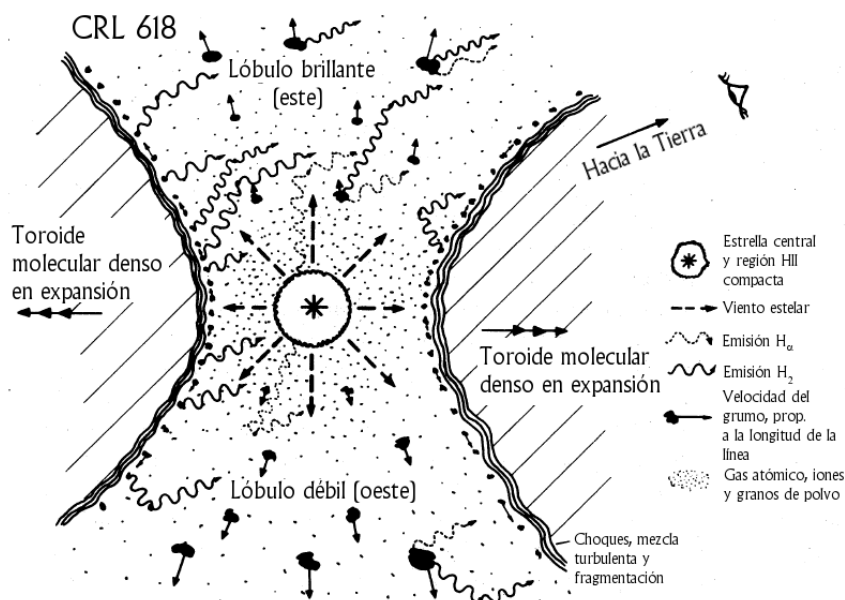 CRL 618
Lóbulo brillante
(este)
Hacia la Tierra
Toroide
molecular denso
en expansión
Toroide molecular
denso en expansión
Lóbulo débil (oeste)
Estrella central
y región HII
compacta
Viento estelar
Emisión Hα
Emisión H2
Velocidad del
grumo, prop.
a la longitud de la
línea
Gas atómico, iones
y granos de polvo
Choques, mezcla
turbulenta y
fragmentación